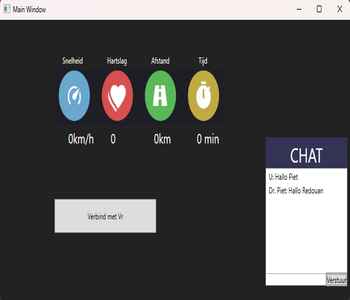 Main Window
Snelheid Hartslag Afstand Tijd
0km/h 0 0km 0 min
CHAT
U: Hallo Piet
Dr. Piet: Hallo Redouan
Verbind met Vr
Verstuur